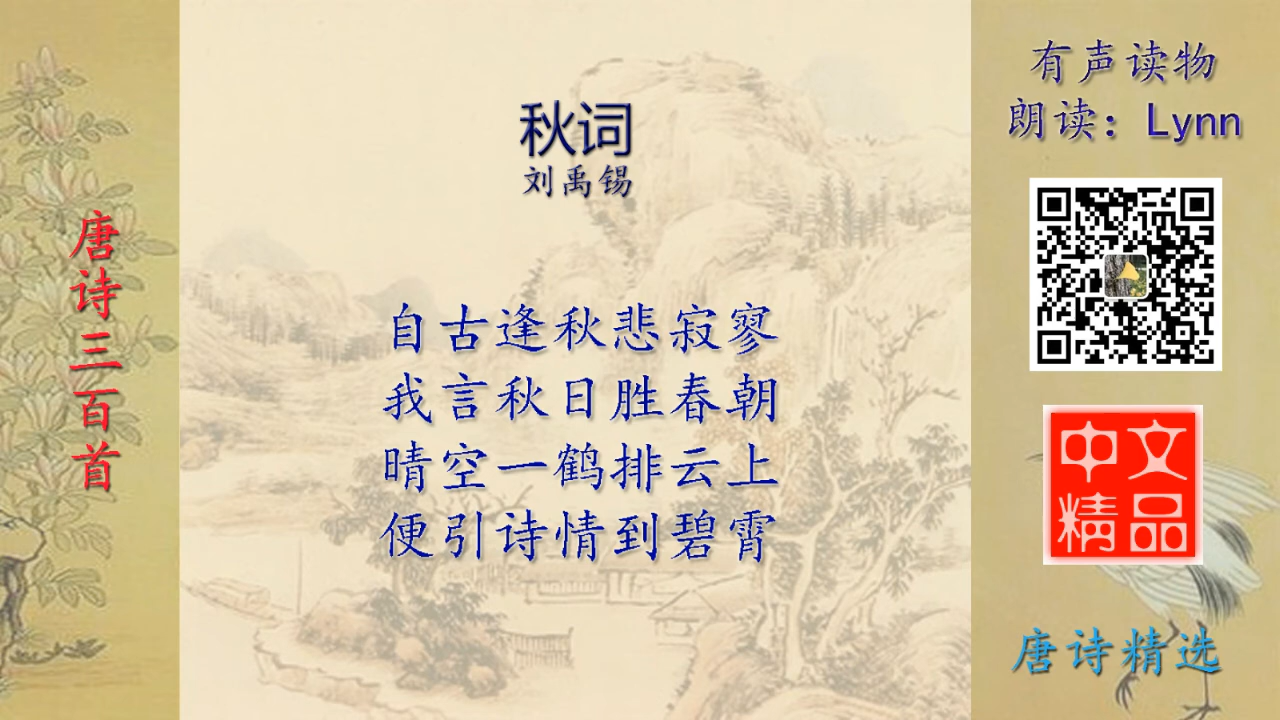 唐诗三百首
秋词
刘禹锡
自古逢秋悲寂寥
我言秋日胜春朝
晴空一鹤排云上
便引诗情到碧霄
有声读物
朗读：Lynn
中文
精品
唐诗精选